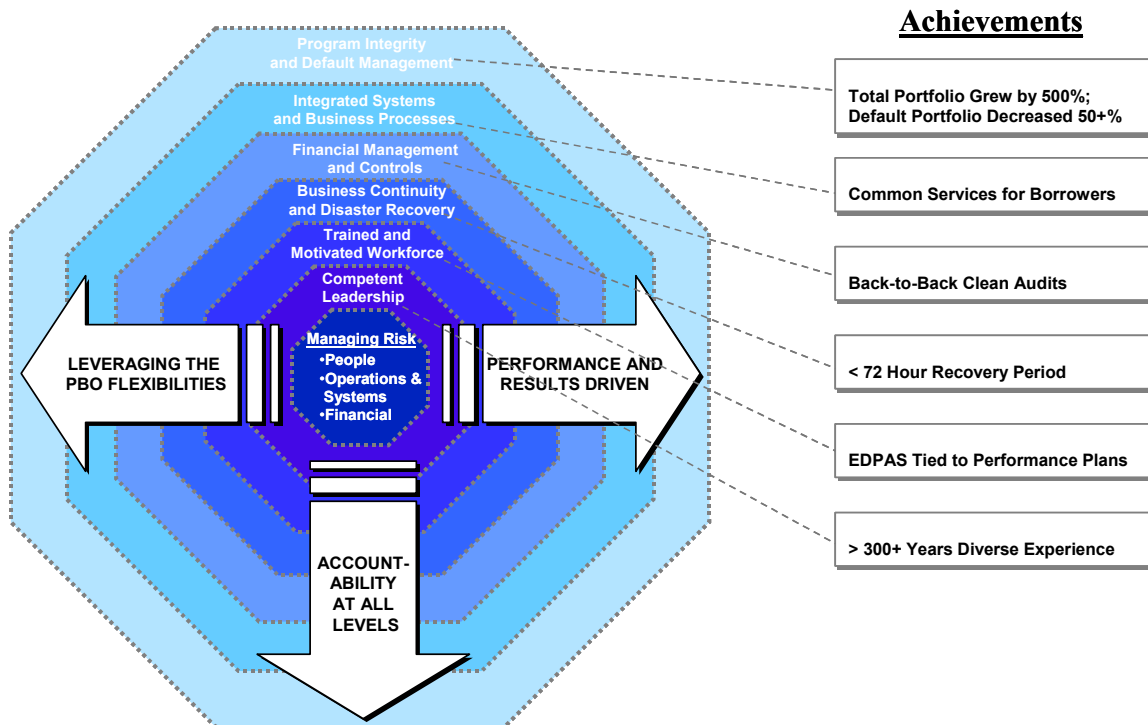 Achievements
Program Integrity
and Default Management
Integrated Systems
and Business Processes
Financial Management
and Controls
Business Continuity
and Disaster Recovery
Trained and
Motivated Workforce
Competent
Leadership
Managing Risk
•People
•Operations &
Systems
•Financial
LEVERAGING THE
PBO FLEXIBILITIES
PERFORMANCE AND
RESULTS DRIVEN
ACCOUNT-
ABILITY
AT ALL
LEVELS
Total Portfolio Grew by 500%;
Default Portfolio Decreased 50+%
Common Services for Borrowers
Back-to-Back Clean Audits
< 72 Hour Recovery Period
EDPAS Tied to Performance Plans
> 300+ Years Diverse Experience